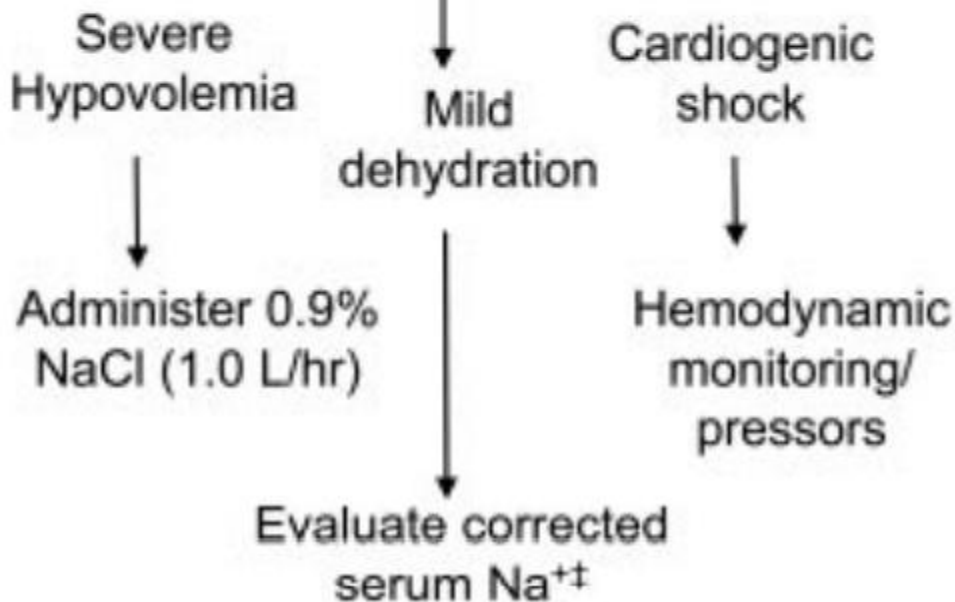 Severe
Hypovolemia
Mild
dehydration
Cardiogenic
shock
Administer 0.9%
NaCl (1.0 L/hr)
Hemodynamic
monitoring/
pressors
Evaluate corrected
serum Na⁺‡